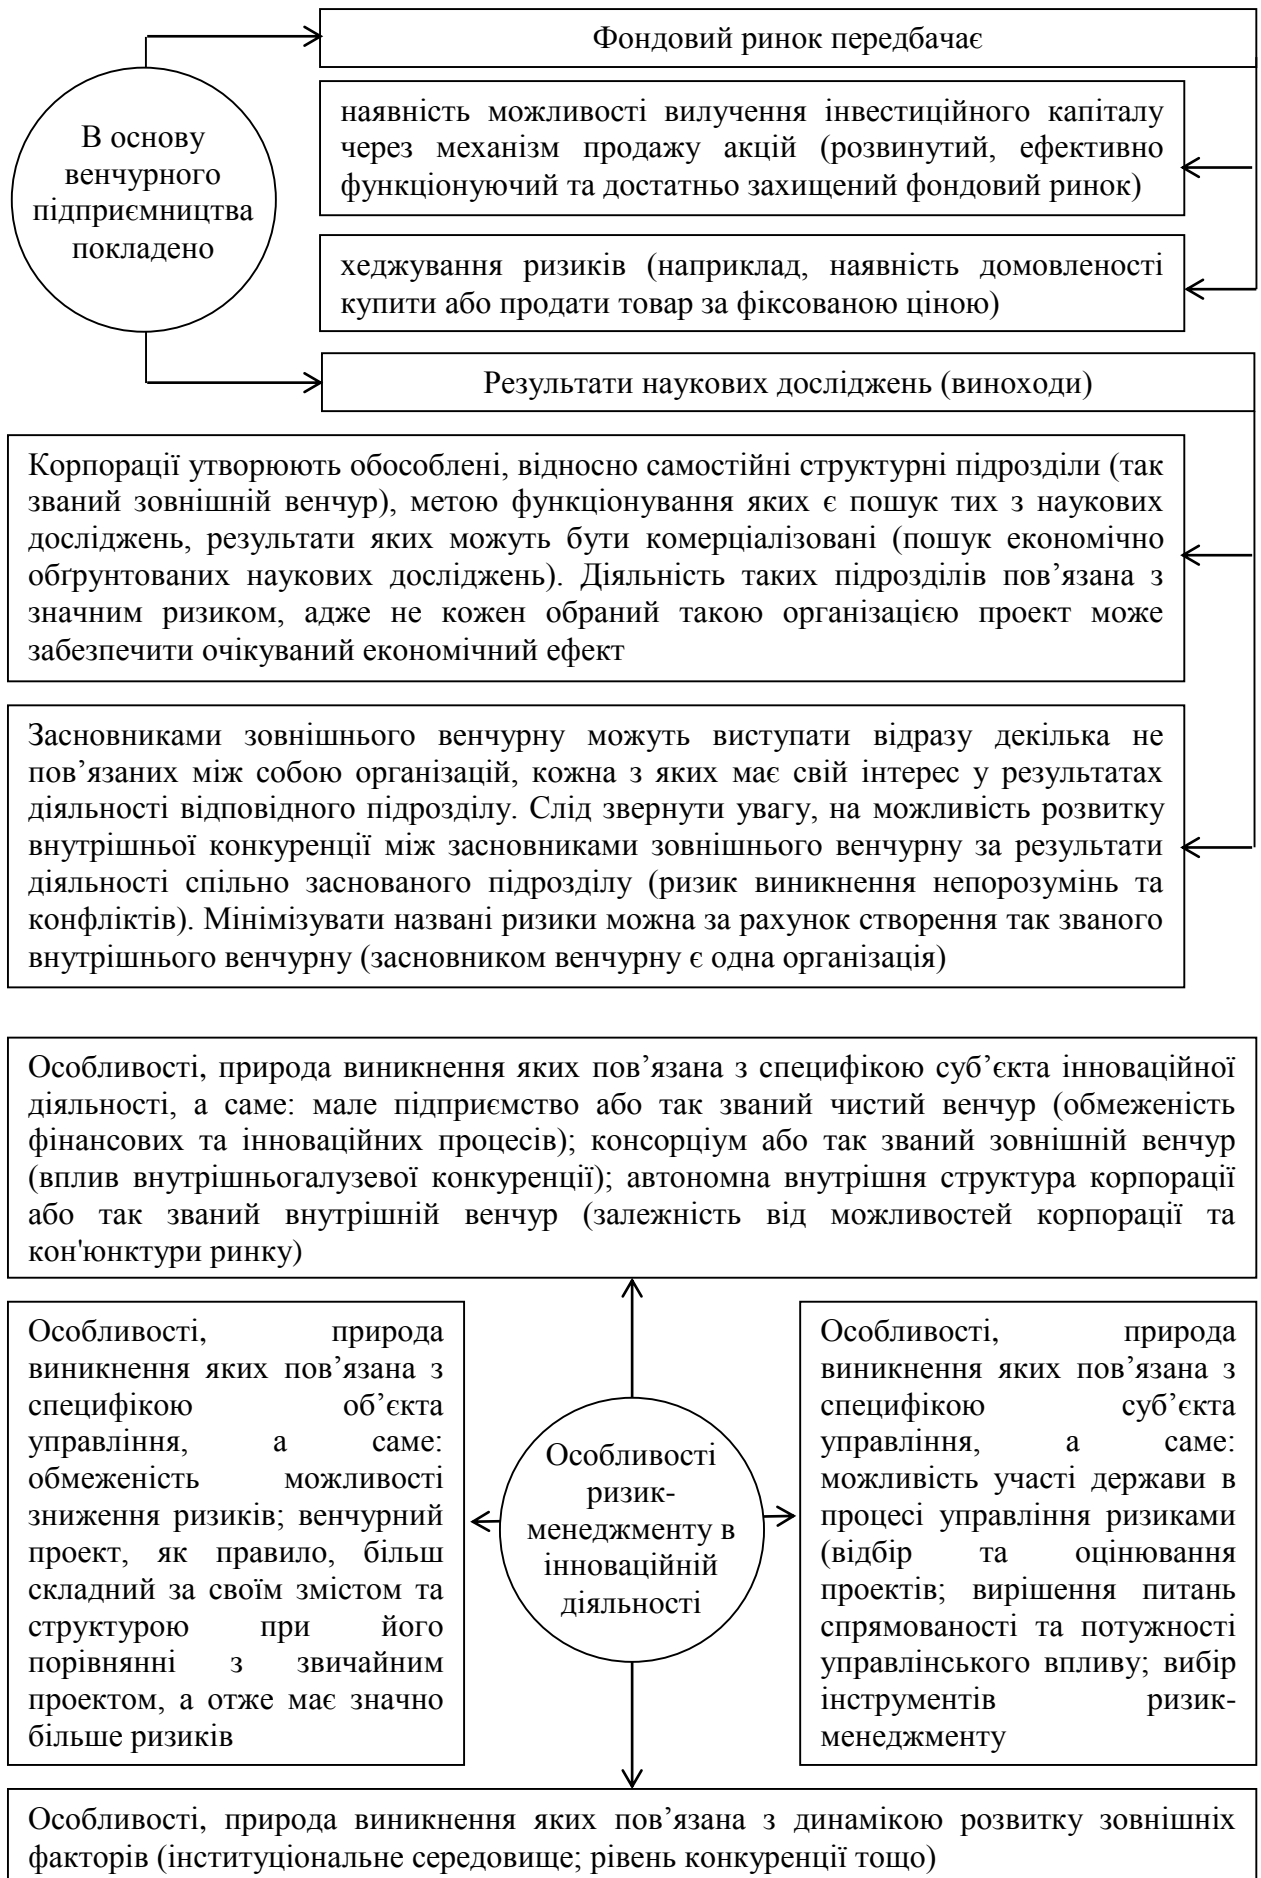 Фондовий ринок передбачає
В основу
венчурного
підприємництва
покладено
наявність можливості вилучення інвестиційного капіталу
через механізм продажу акцій (розвинутий, ефективно
функціонуючий та достатньо захищений фондовий ринок)
хеджування ризиків (наприклад, наявність домовленості
купити або продати товар за фіксованою ціною)
Результати наукових досліджень (виноходи)
Корпорації утворюють обособлені, відносно самостійні структурні підрозділи (так
званий зовнішній венчур), метою функціонування яких є пошук тих з наукових
досліджень, результати яких можуть бути комерціалізовані (пошук економічно
обґрунтованих наукових досліджень). Діяльність таких підрозділів пов’язана з
значним ризиком, адже не кожен обраний такою організацією проект може
забезпечити очікуваний економічний ефект
Засновниками зовнішнього венчурну можуть виступати відразу декілька не
пов’язаних між собою організацій, кожна з яких має свій інтерес у результатах
діяльності відповідного підрозділу. Слід звернути увагу, на можливість розвитку
внутрішньої конкуренції між засновниками зовнішнього венчурну за результати
діяльності спільно заснованого підрозділу (ризик виникнення непорозумінь та
конфліктів). Мінімізувати названі ризики можна за рахунок створення так званого
внутрішнього венчурну (засновником венчурну є одна організація)
Особливості, природа виникнення яких пов’язана з специфікою суб’єкта інноваційної
діяльності, а саме: мале підприємство або так званий чистий венчур (обмеженість
фінансових та інноваційних процесів); консорціум або так званий зовнішній венчур
(вплив внутрішньогалузевої конкуренції); автономна внутрішня структура корпорації
або так званий внутрішній венчур (залежність від можливостей корпорації та
кон'юнктури ринку)
Особливості, природа
виникнення яких пов’язана з
специфікою об’єкта
управління, а саме:
обмеженість можливості
зниження ризиків; венчурний
проект, як правило, більш
складний за своїм змістом та
структурою при його
порівнянні з звичайним
проектом, а отже має значно
більше ризиків
Особливості
ризик-
менеджменту в
інноваційній
діяльності
Особливості, природа
виникнення яких пов’язана з
специфікою суб’єкта
управління, а саме:
можливість участі держави в
процесі управління ризиками
(відбір та оцінювання
проектів; вирішення питань
спрямованості та потужності
управлінського впливу; вибір
інструментів ризик-
менеджменту
Особливості, природа виникнення яких пов’язана з динамікою розвитку зовнішніх
факторів (інституціональне середовище; рівень конкуренції тощо)